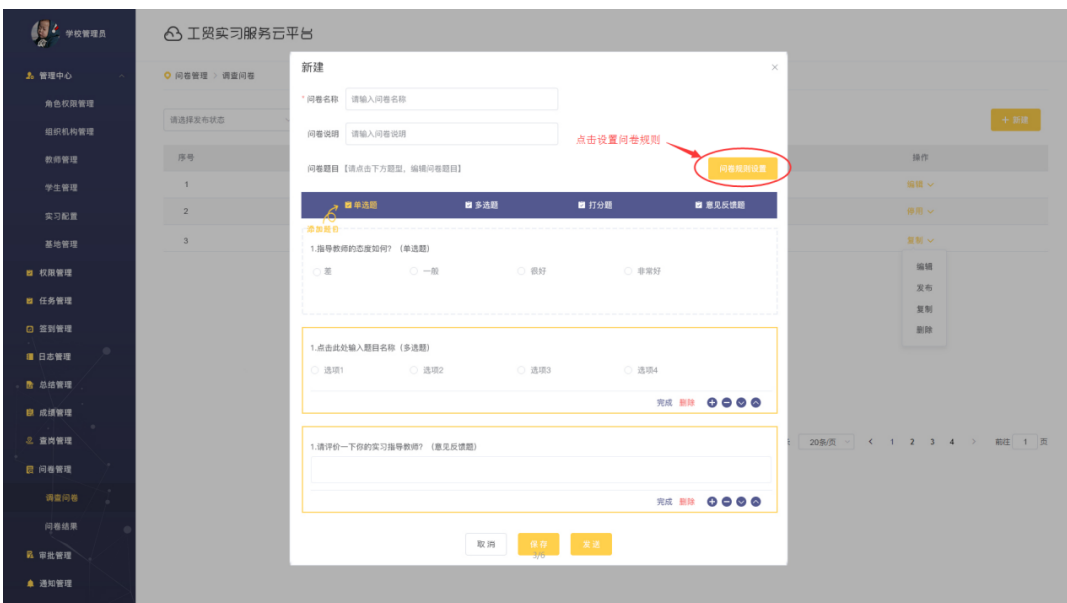 学校管理员
工贸实习服务云平台
管理中心
角色权限管理
组织机构管理
教师管理
学生管理
实习配置
基地管理
权限管理
任务管理
签到管理
日志管理
总结管理
成绩管理
查岗管理
问卷管理
调查问卷
问卷结果
审批管理
通知管理
问卷管理 > 调查问卷
请选择发布状态
+ 新建
序号
操作
1
编辑
2
停用
3
复制
编辑
发布
复制
删除
新建
×
* 问卷名称 请输入问卷名称
问卷说明 请输入问卷说明
点击设置问卷规则
问卷题目【请点击下方题型,编辑问卷题目】
问卷规则设置
单选题 多选题 打分题 意见反馈题
添加题目
1.指导教师的态度如何?(单选题)
差 一般 很好 非常好
1.点击此处输入题目名称(多选题)
选项1 选项2 选项3 选项4
完成 删除
1.请评价一下你的实习指导教师?(意见反馈题)
完成 删除
取消 保存 发送
3/6
20条/页 < 1 2 3 4 > 前往 1 页